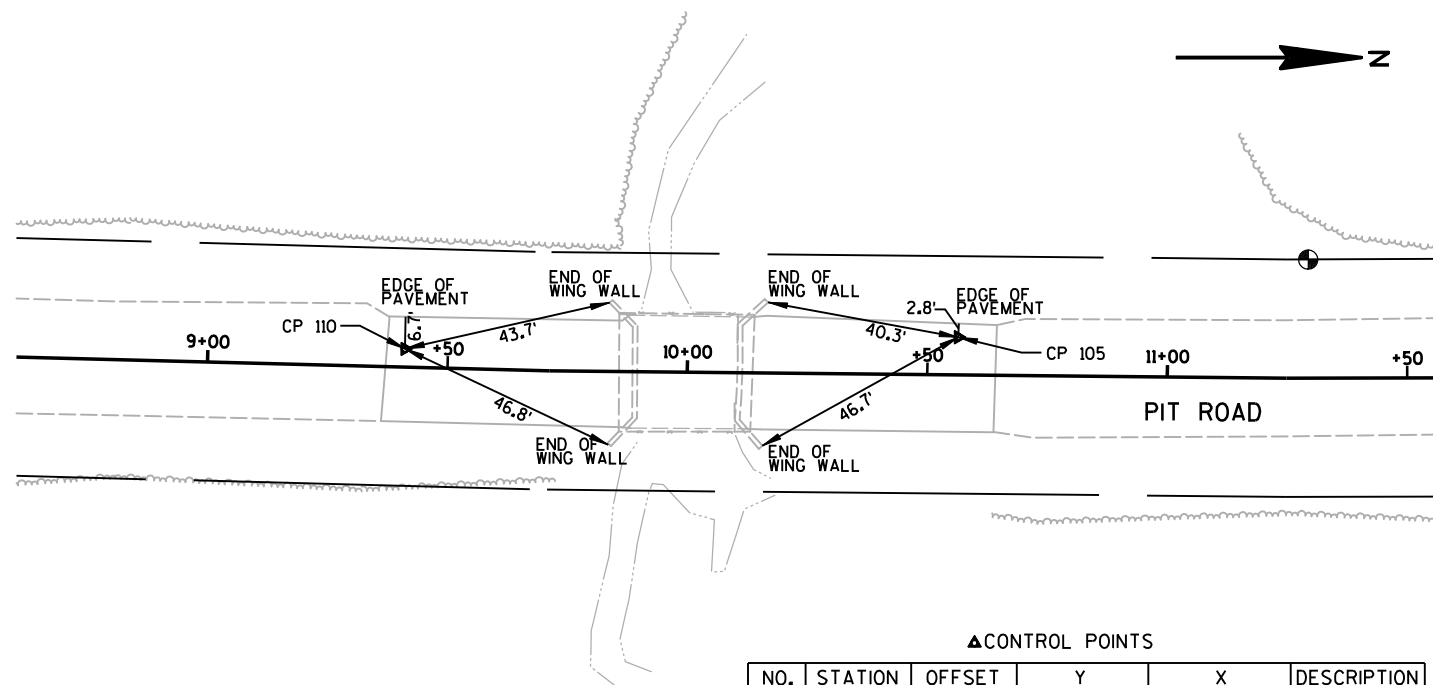 N
EDGE OF
PAVEMENT
END OF
WING WALL
END OF
WING WALL
EDGE OF
PAVEMENT
CP 110
6.7'
43.7'
2.8'
40.3'
CP 105
9+00
+50
10+00
+50
11+00
+50
46.8'
46.7'
PIT ROAD
END OF
WING WALL
END OF
WING WALL
CONTROL POINTS
NO. STATION OFFSET Y X DESCRIPTION